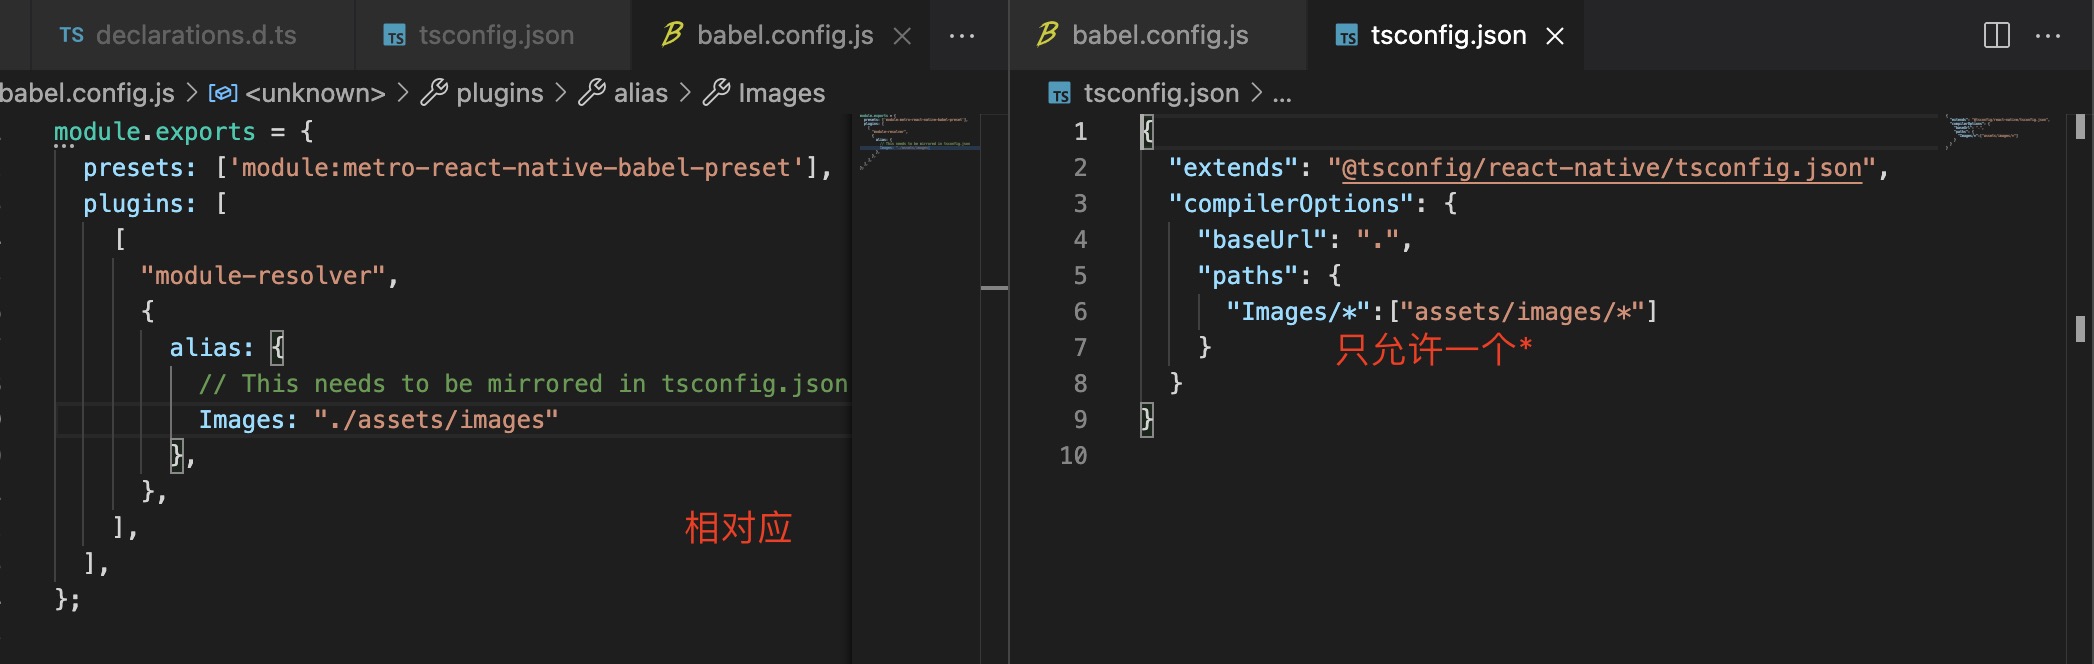 TS declarations.d.ts
TS tsconfig.json
babel.config.js
babel.config.js > <unknown> > plugins > alias > Images
module.exports = {
presets: ['module:metro-react-native-babel-preset'],
plugins: [
[
"module-resolver",
{
alias: {
// This needs to be mirrored in tsconfig.json
Images: "./assets/images"
},
},
],
],
};
相对应
babel.config.js
TS tsconfig.json
TS tsconfig.json > ...
1 {
2 "extends": "@tsconfig/react-native/tsconfig.json",
3 "compilerOptions": {
4 "baseUrl": ".",
5 "paths": {
6 "Images/*":["assets/images/*"]
7 }
只允许一个*
8 }
9 }
10